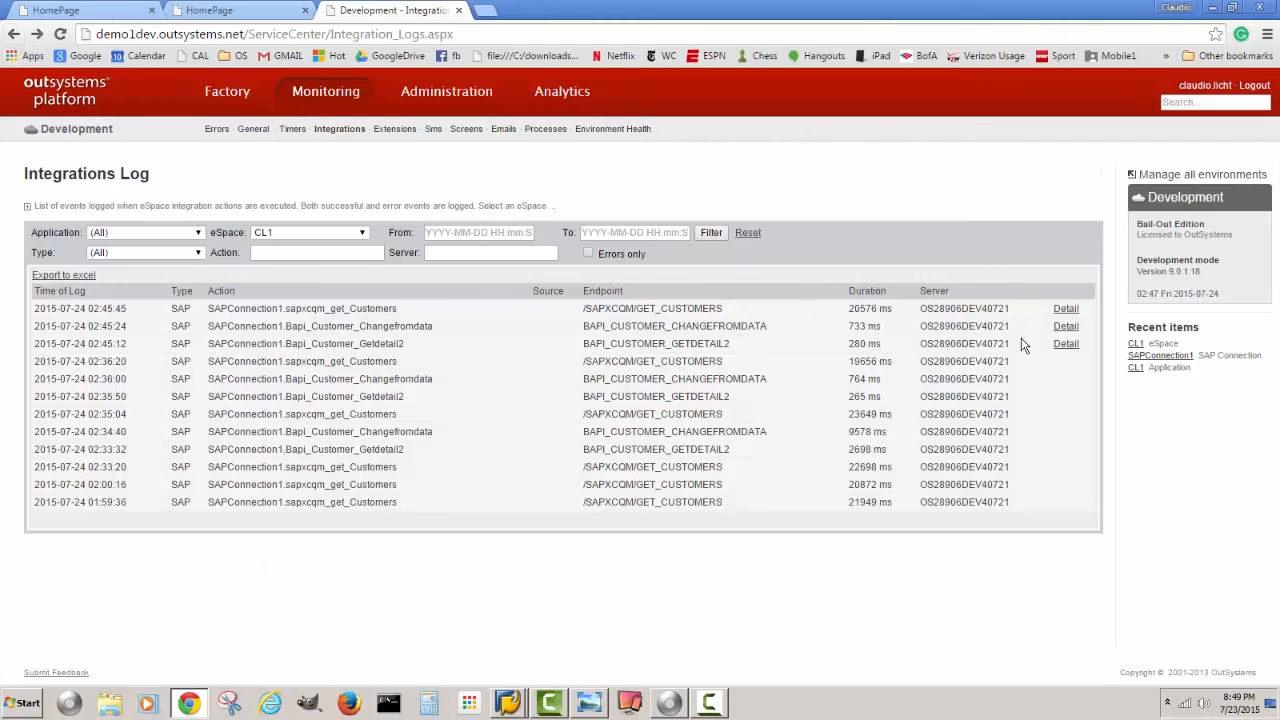 HomePage HomePage Development - Integratio Claudio
demo1dev.outsystems.net/ServiceCenter/Integration_Logs.aspx
Apps Google Calendar CAL OS GMAIL Hot GoogleDrive fb file:///C:/downloads... Netflix WC ESPN Chess Hangouts iPad BofA Verizon Usage Sport Mobile1 » Other bookmarks
outsystems platform
Factory Monitoring Administration Analytics
claudio.licht · Logout
Search...
Development
Errors · General · Timers · Integrations · Extensions · Sms · Screens · Emails · Processes · Environment Health
Integrations Log
List of events logged when eSpace integration actions are executed. Both successful and error events are logged. Select an eSpace ...
Application: (All) eSpace: CL1 From: YYYY-MM-DD HH:mm:S To: YYYY-MM-DD HH:mm:S Filter Reset
Type: (All) Action: Server: Errors only
Export to excel
Time of Log Type Action Source Endpoint Duration Server
2015-07-24 02:45:45 SAP SAPConnection1.sapxcqm_get_Customers /SAPXCQM/GET_CUSTOMERS 20576 ms OS28906DEV40721 Detail
2015-07-24 02:45:24 SAP SAPConnection1.Bapi_Customer_Changefromdata BAPI_CUSTOMER_CHANGEFROMDATA 733 ms OS28906DEV40721 Detail
2015-07-24 02:45:12 SAP SAPConnection1.Bapi_Customer_Getdetail2 BAPI_CUSTOMER_GETDETAIL2 280 ms OS28906DEV40721 Detail
2015-07-24 02:36:20 SAP SAPConnection1.sapxcqm_get_Customers /SAPXCQM/GET_CUSTOMERS 19656 ms OS28906DEV40721
2015-07-24 02:36:00 SAP SAPConnection1.Bapi_Customer_Changefromdata BAPI_CUSTOMER_CHANGEFROMDATA 764 ms OS28906DEV40721
2015-07-24 02:35:50 SAP SAPConnection1.Bapi_Customer_Getdetail2 BAPI_CUSTOMER_GETDETAIL2 265 ms OS28906DEV40721
2015-07-24 02:35:04 SAP SAPConnection1.sapxcqm_get_Customers /SAPXCQM/GET_CUSTOMERS 23649 ms OS28906DEV40721
2015-07-24 02:34:40 SAP SAPConnection1.Bapi_Customer_Changefromdata BAPI_CUSTOMER_CHANGEFROMDATA 9578 ms OS28906DEV40721
2015-07-24 02:33:32 SAP SAPConnection1.Bapi_Customer_Getdetail2 BAPI_CUSTOMER_GETDETAIL2 2698 ms OS28906DEV40721
2015-07-24 02:33:20 SAP SAPConnection1.sapxcqm_get_Customers /SAPXCQM/GET_CUSTOMERS 22698 ms OS28906DEV40721
2015-07-24 02:00:16 SAP SAPConnection1.sapxcqm_get_Customers /SAPXCQM/GET_CUSTOMERS 20872 ms OS28906DEV40721
2015-07-24 01:59:36 SAP SAPConnection1.sapxcqm_get_Customers /SAPXCQM/GET_CUSTOMERS 21949 ms OS28906DEV40721
Manage all environments
Development
Bail-Out Edition
Licensed to OutSystems
Development mode
Version 9.0.1.18
02:47 Fri 2015-07-24
Recent items
CL1 eSpace
SAPConnection1 SAP Connection
CL1 Application
Submit Feedback
Copyright © 2001-2013 OutSystems
Start
8:49 PM
7/23/2015